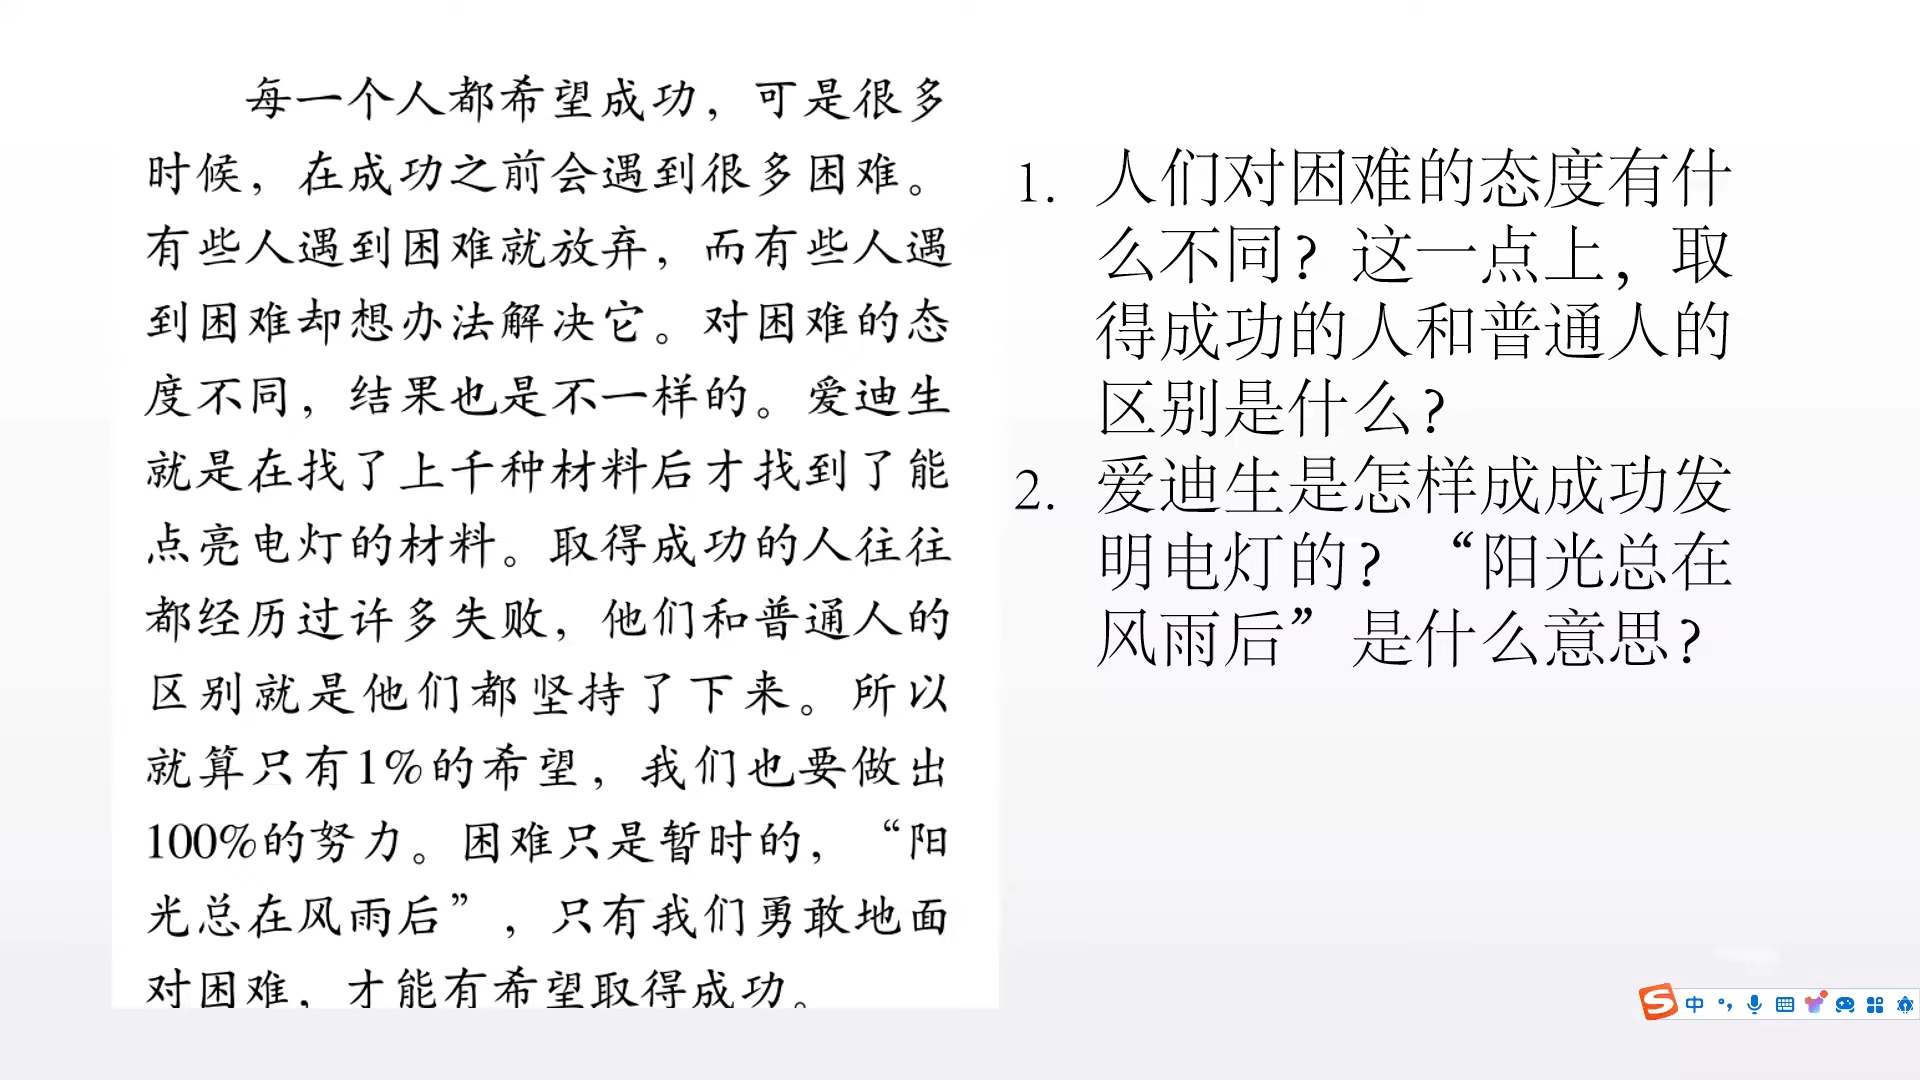 每一个人都希望成功，可是很多
时候，在成功之前会遇到很多困难。
有些人遇到困难就放弃，而有些人遇
到困难却想办法解决它。对困难的态
度不同，结果也是不一样的。爱迪生
就是在找了上千种材料后才找到了能
点亮电灯的材料。取得成功的人往往
都经历过许多失败，他们和普通人的
区别就是他们都坚持了下来。所以
就算只有1%的希望，我们也要做出
100%的努力。困难只是暂时的，“阳
光总在风雨后”，只有我们勇敢地面
对困难，才能有希望取得成功。
1. 人们对困难的态度有什
么不同？这一点上，取
得成功的人和普通人的
区别是什么？
2. 爱迪生是怎样成成功发
明电灯的？“阳光总在
风雨后”是什么意思？
S 中